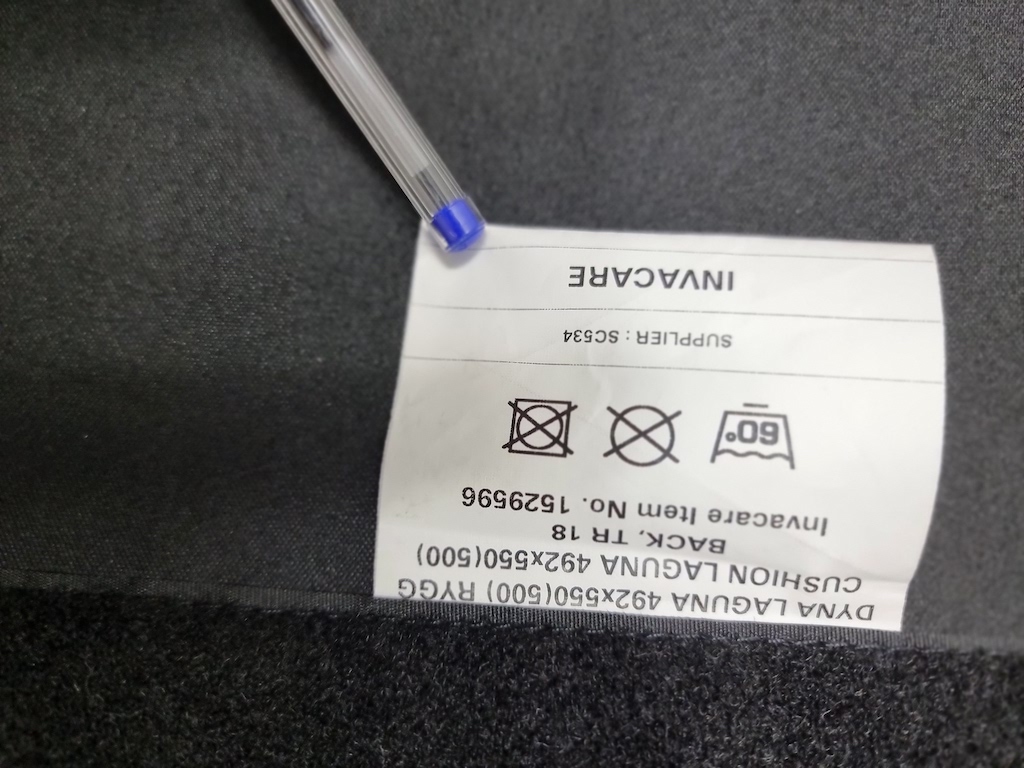 DYNA LAGUNA 492x550(500) RYGG
CUSHION LAGUNA 492x550(500)
BACK, TR 18
Invacare Item No. 1529596
60°
SUPPLIER : SC534
INVACARE